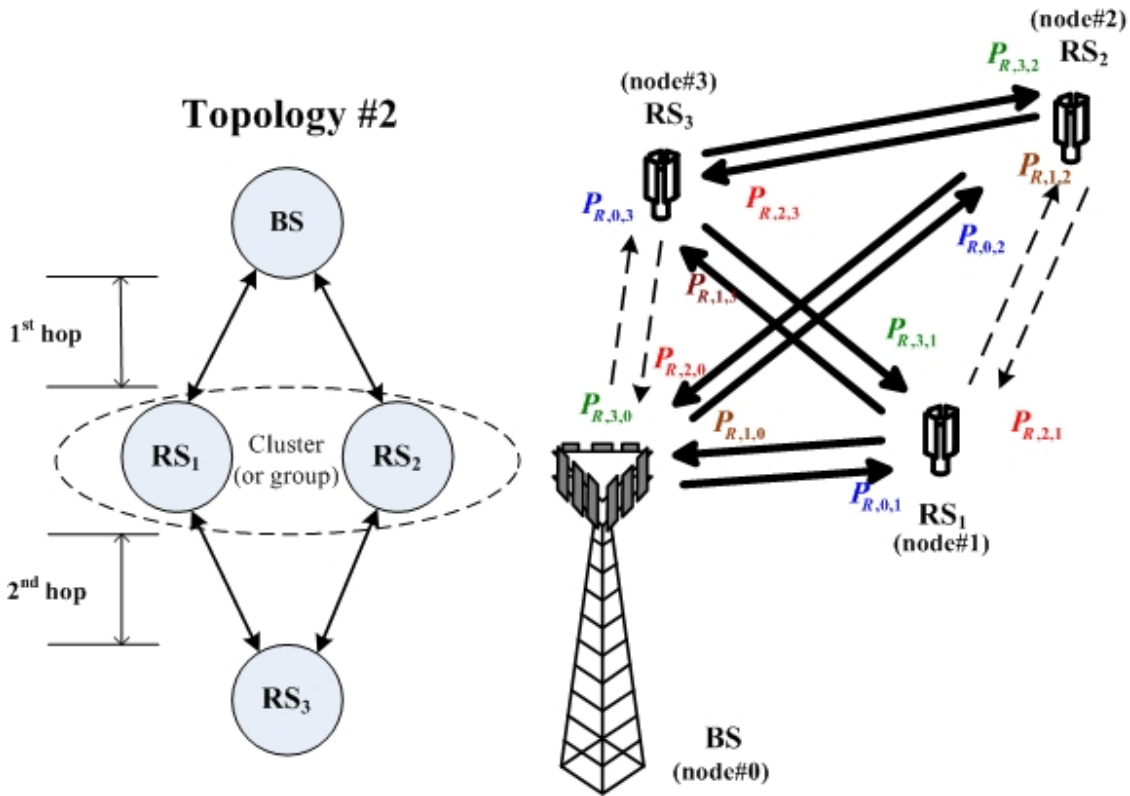 Topology #2
BS
1st hop
RS1
Cluster
(or group)
RS2
2nd hop
RS3
(node#2)
RS2
PR,3,2
(node#3)
RS3
PR,1,2
PR,0,3
PR,2,3
PR,0,2
PR,1,3
PR,3,1
PR,2,0
PR,3,0
PR,1,0
PR,2,1
PR,0,1
RS1
(node#1)
BS
(node#0)